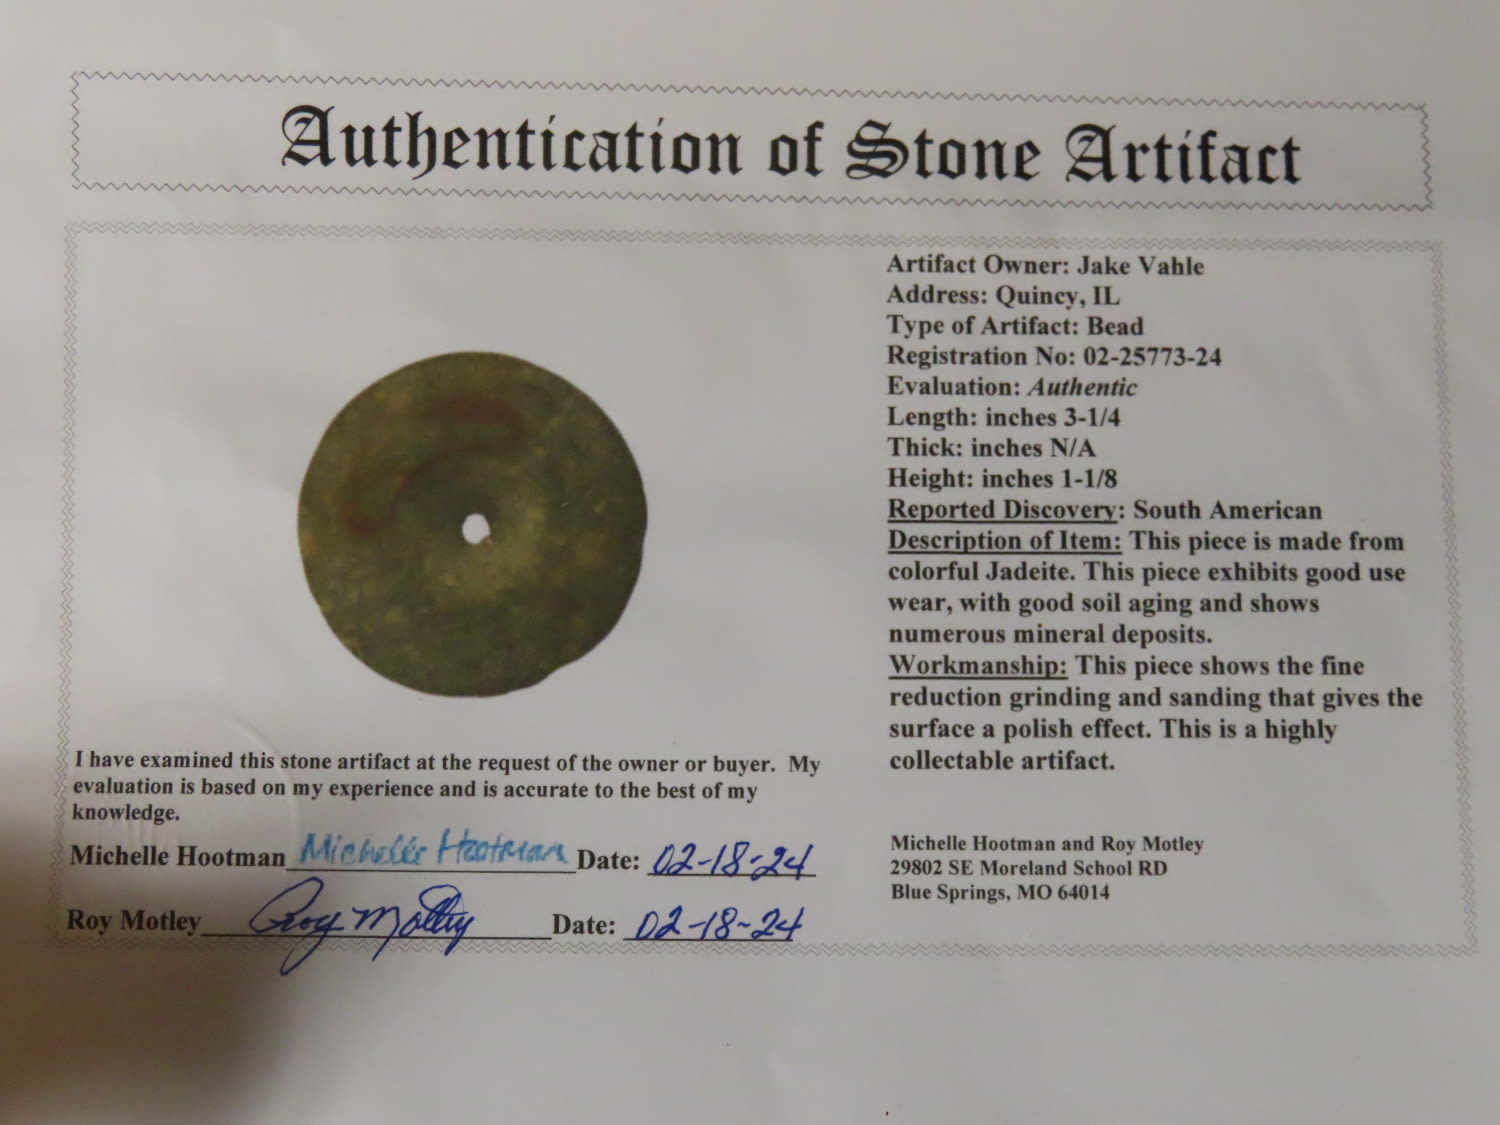 Authentication of Stone Artifact
Artifact Owner: Jake Vahle
Address: Quincy, IL
Type of Artifact: Bead
Registration No: 02-25773-24
Evaluation: Authentic
Length: inches 3-1/4
Thick: inches N/A
Height: inches 1-1/8
Reported Discovery: South American
Description of Item: This piece is made from
colorful Jadeite. This piece exhibits good use
wear, with good soil aging and shows
numerous mineral deposits.
Workmanship: This piece shows the fine
reduction grinding and sanding that gives the
surface a polish effect. This is a highly
collectable artifact.
I have examined this stone artifact at the request of the owner or buyer. My
evaluation is based on my experience and is accurate to the best of my
knowledge.
Michelle Hootman Michelle Hootman Date: 02-18-24
Roy Motley Roy Motley Date: 02-18-24
Michelle Hootman and Roy Motley
29802 SE Moreland School RD
Blue Springs, MO 64014